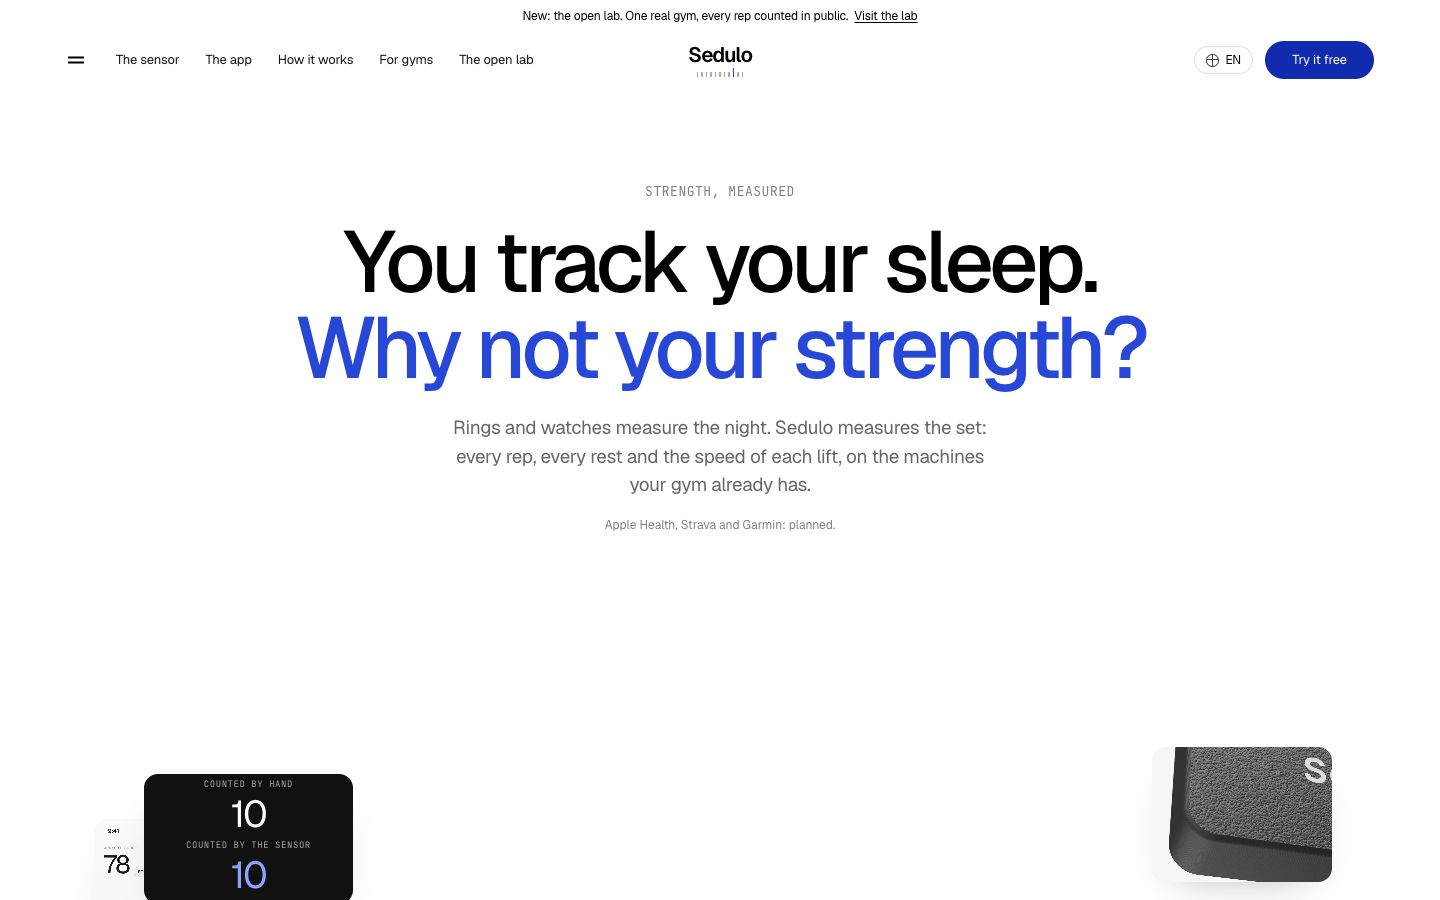 New: the open lab. One real gym, every rep counted in public. Visit the lab
The sensor
The app
How it works
For gyms
The open lab
Sedulo
EN
Try it free
STRENGTH, MEASURED
You track your sleep.
Why not your strength?
Rings and watches measure the night. Sedulo measures the set:
every rep, every rest and the speed of each lift, on the machines
your gym already has.
Apple Health, Strava and Garmin: planned.
COUNTED BY HAND
10
COUNTED BY THE SENSOR
10
9:41
78